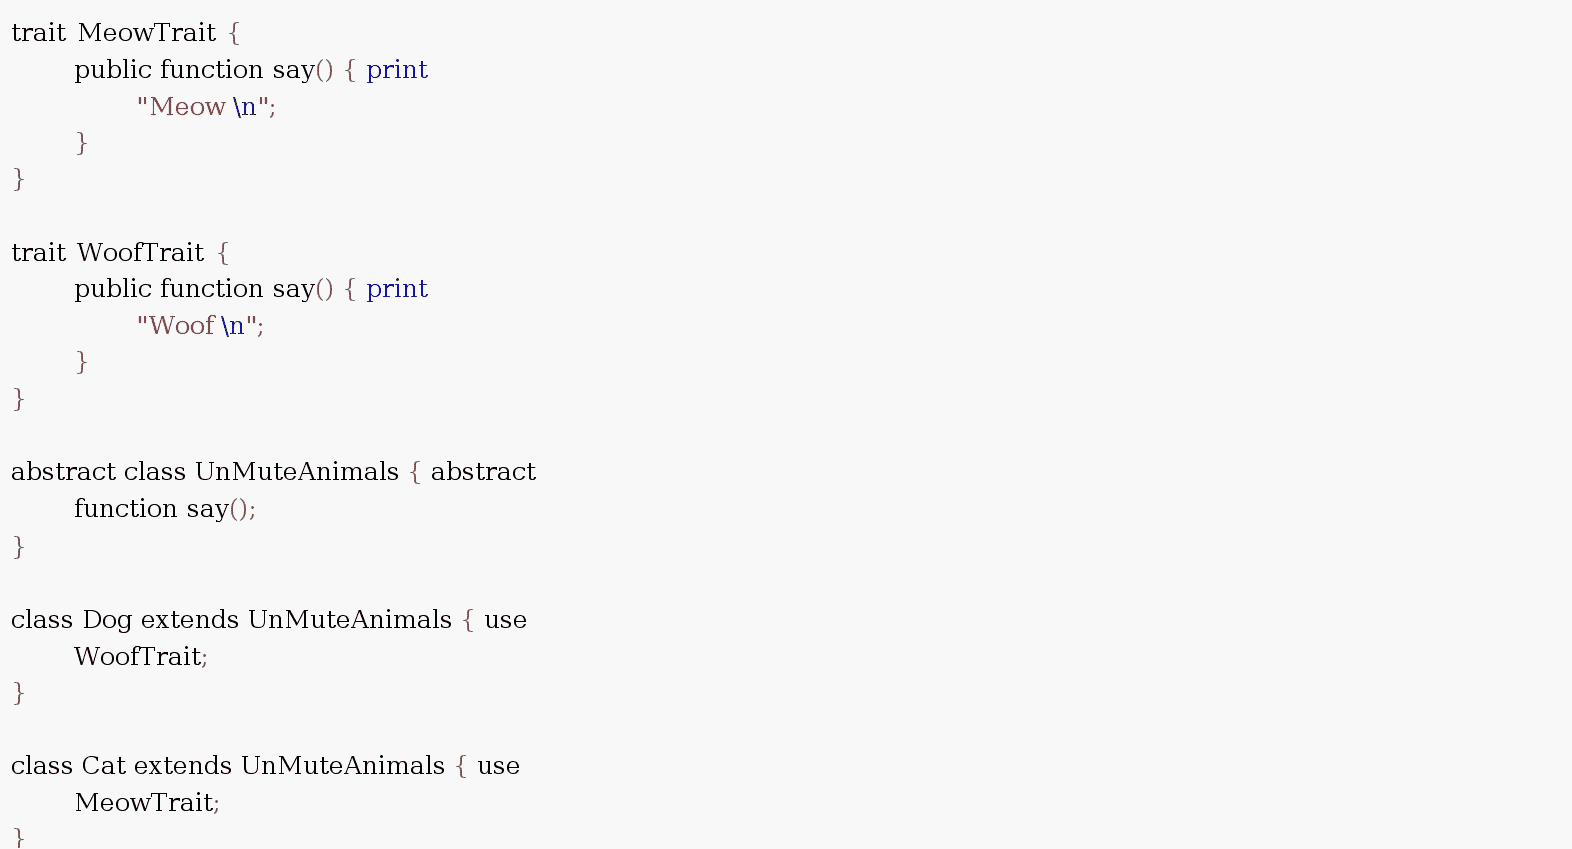 trait MeowTrait {
public function say() { print
"Meow \n";
}
}
trait WoofTrait {
public function say() { print
"Woof \n";
}
}
abstract class UnMuteAnimals { abstract
function say();
}
class Dog extends UnMuteAnimals { use
WoofTrait;
}
class Cat extends UnMuteAnimals { use
MeowTrait;
}